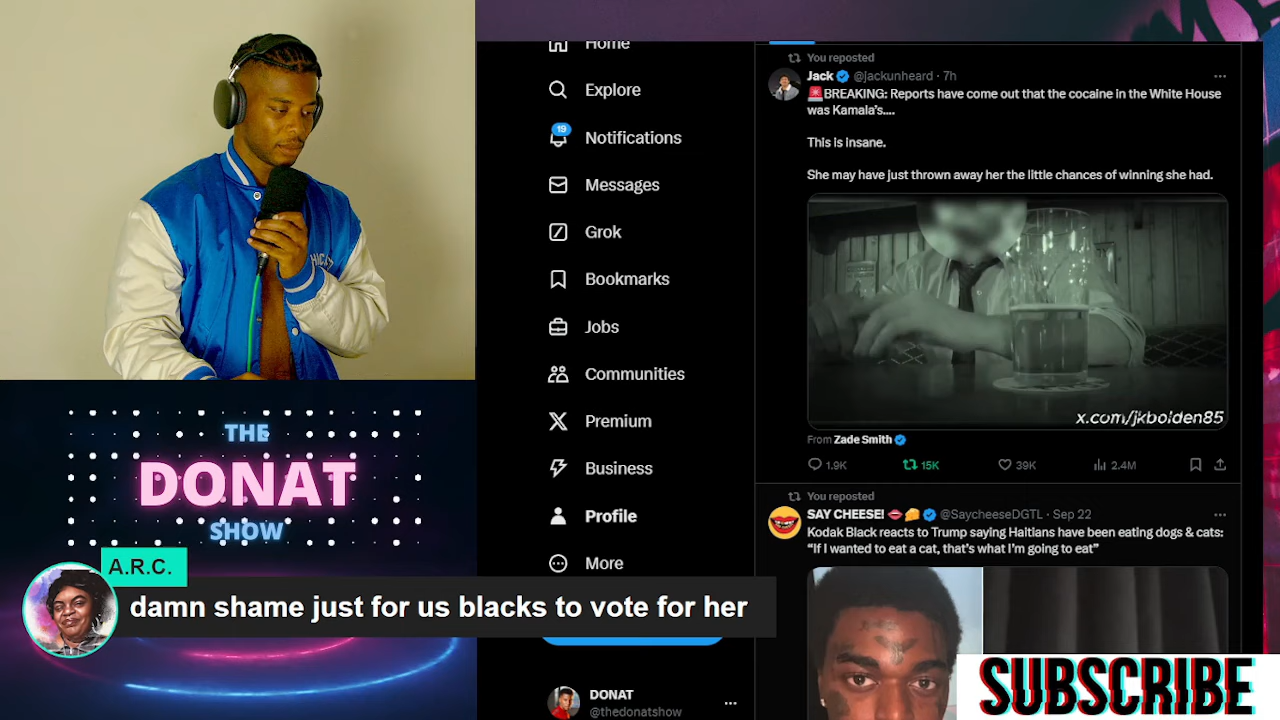 Home
Explore
19
Notifications
Messages
Grok
Bookmarks
Jobs
Communities
Premium
Business
Profile
More
DONAT
@thedonatshow
You reposted
Jack @jackunheard · 7h
🚨BREAKING: Reports have come out that the cocaine in the White House
was Kamala's....
This is insane.
She may have just thrown away her the little chances of winning she had.
x.com/jkbolden85
From Zade Smith
1.9K 15K 39K 2.4M
You reposted
SAY CHEESE! 👄🧀 @SaycheeseDGTL · Sep 22
Kodak Black reacts to Trump saying Haitians have been eating dogs & cats:
“If I wanted to eat a cat, that’s what I’m going to eat”
THE
DONAT
SHOW
A.R.C.
damn shame just for us blacks to vote for her
SUBSCRIBE